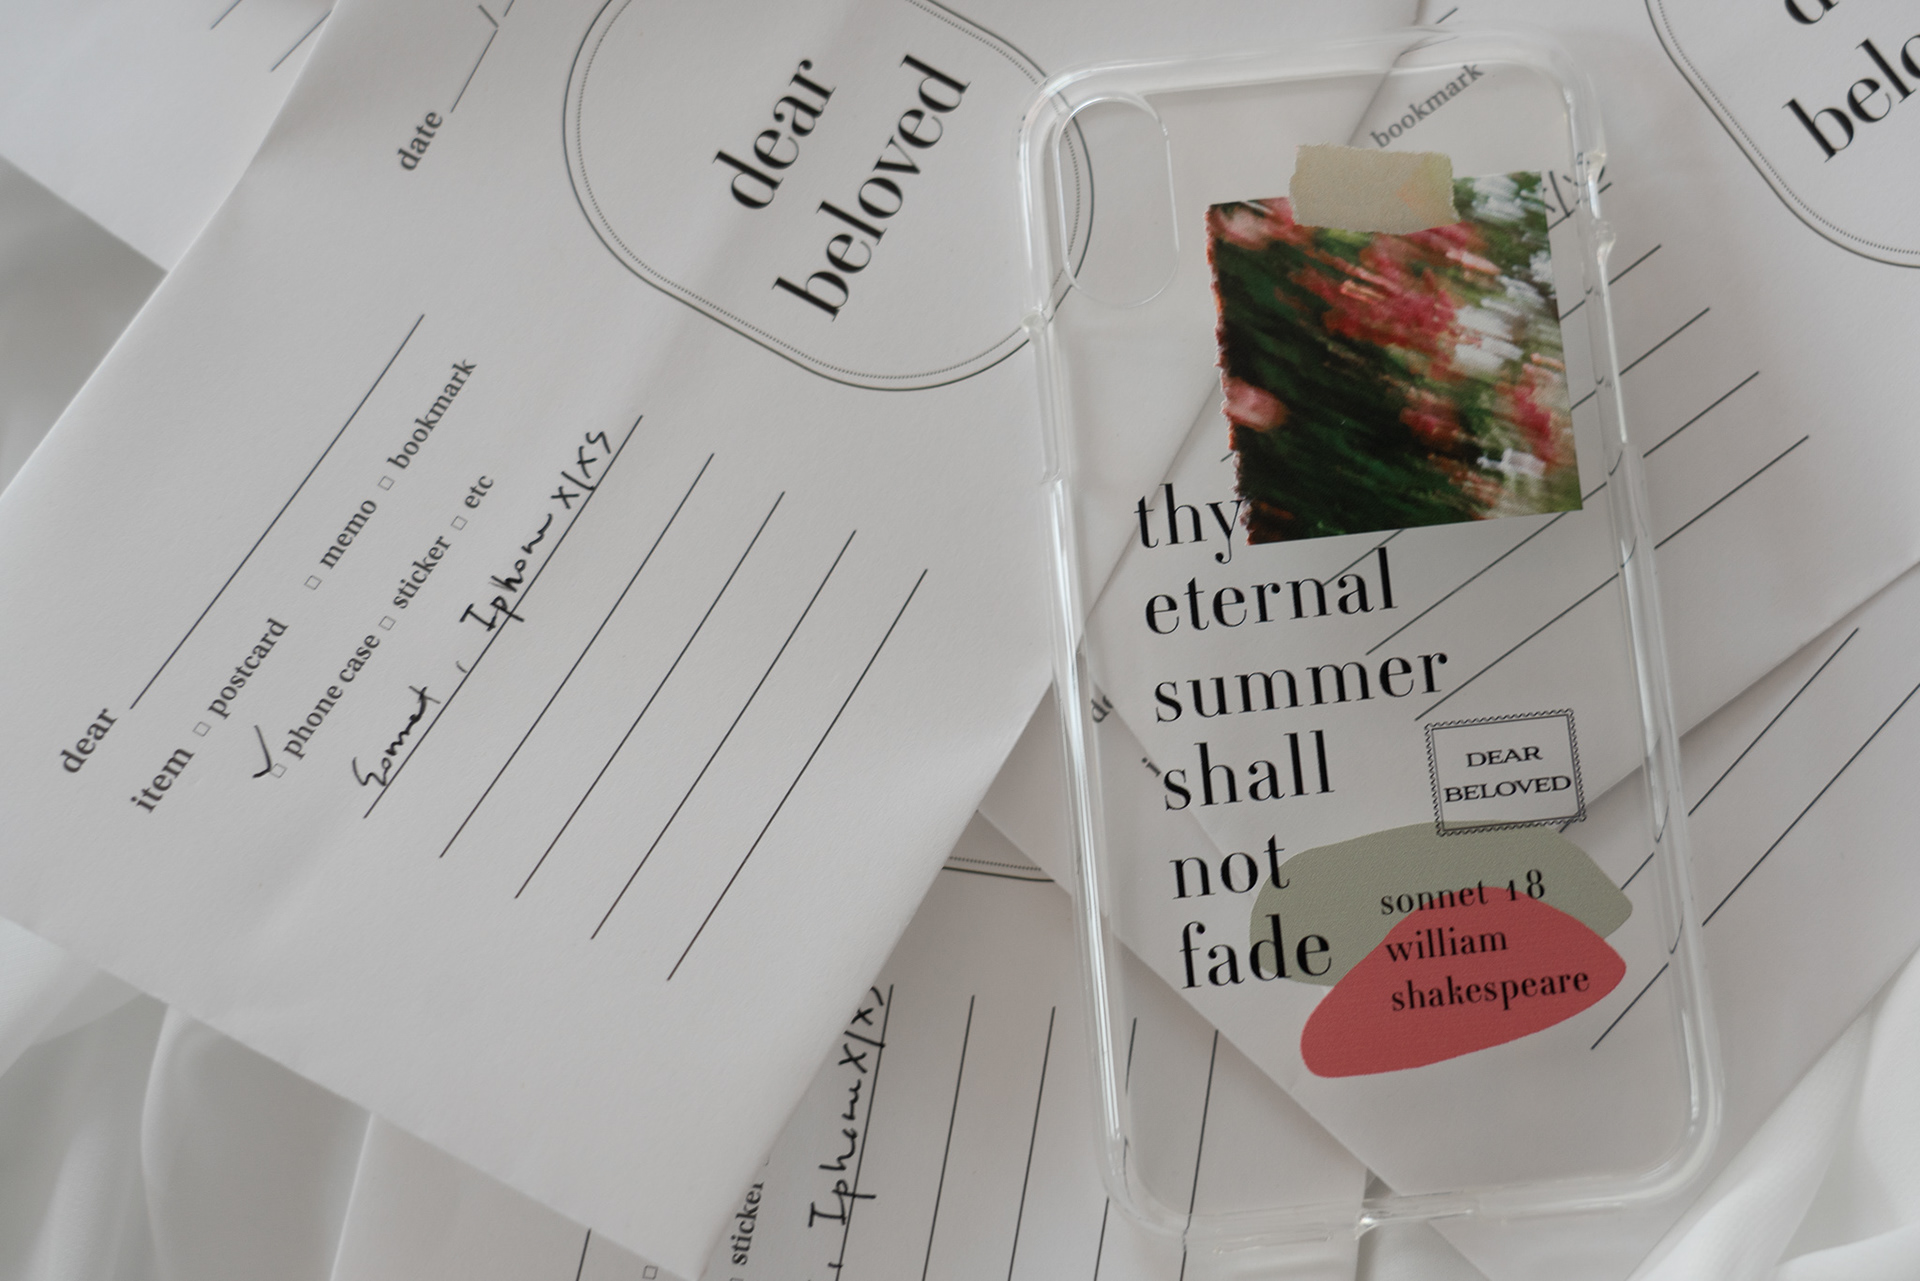 dear
beloved
date / 
dear
item □ postcard □ memo □ bookmark
✓ □ phone case □ sticker □ etc
Sonnet, Iphone X/XS
bookmark
thy
eternal
summer
shall
not
fade
DEAR
BELOVED
sonnet 18
william
shakespeare
□ sticker
Iphone X/XS